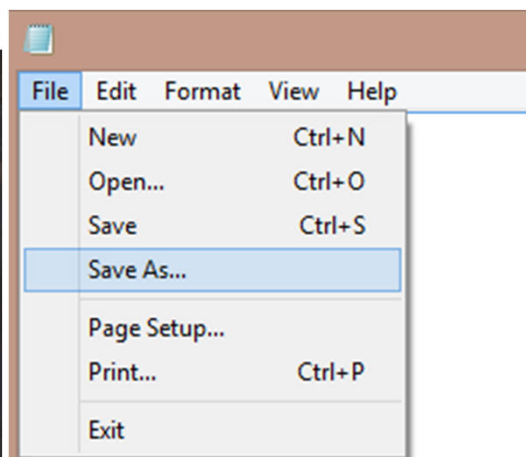 File Edit Format View Help
New Ctrl+N
Open... Ctrl+O
Save Ctrl+S
Save As...
Page Setup...
Print... Ctrl+P
Exit